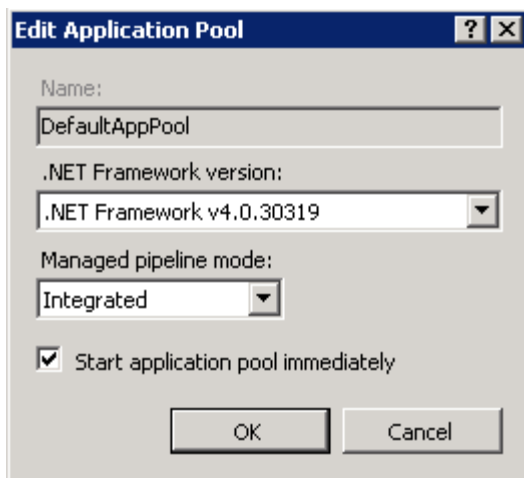 Edit Application Pool
Name:
DefaultAppPool
.NET Framework version:
.NET Framework v4.0.30319
Managed pipeline mode:
Integrated
Start application pool immediately
OK Cancel